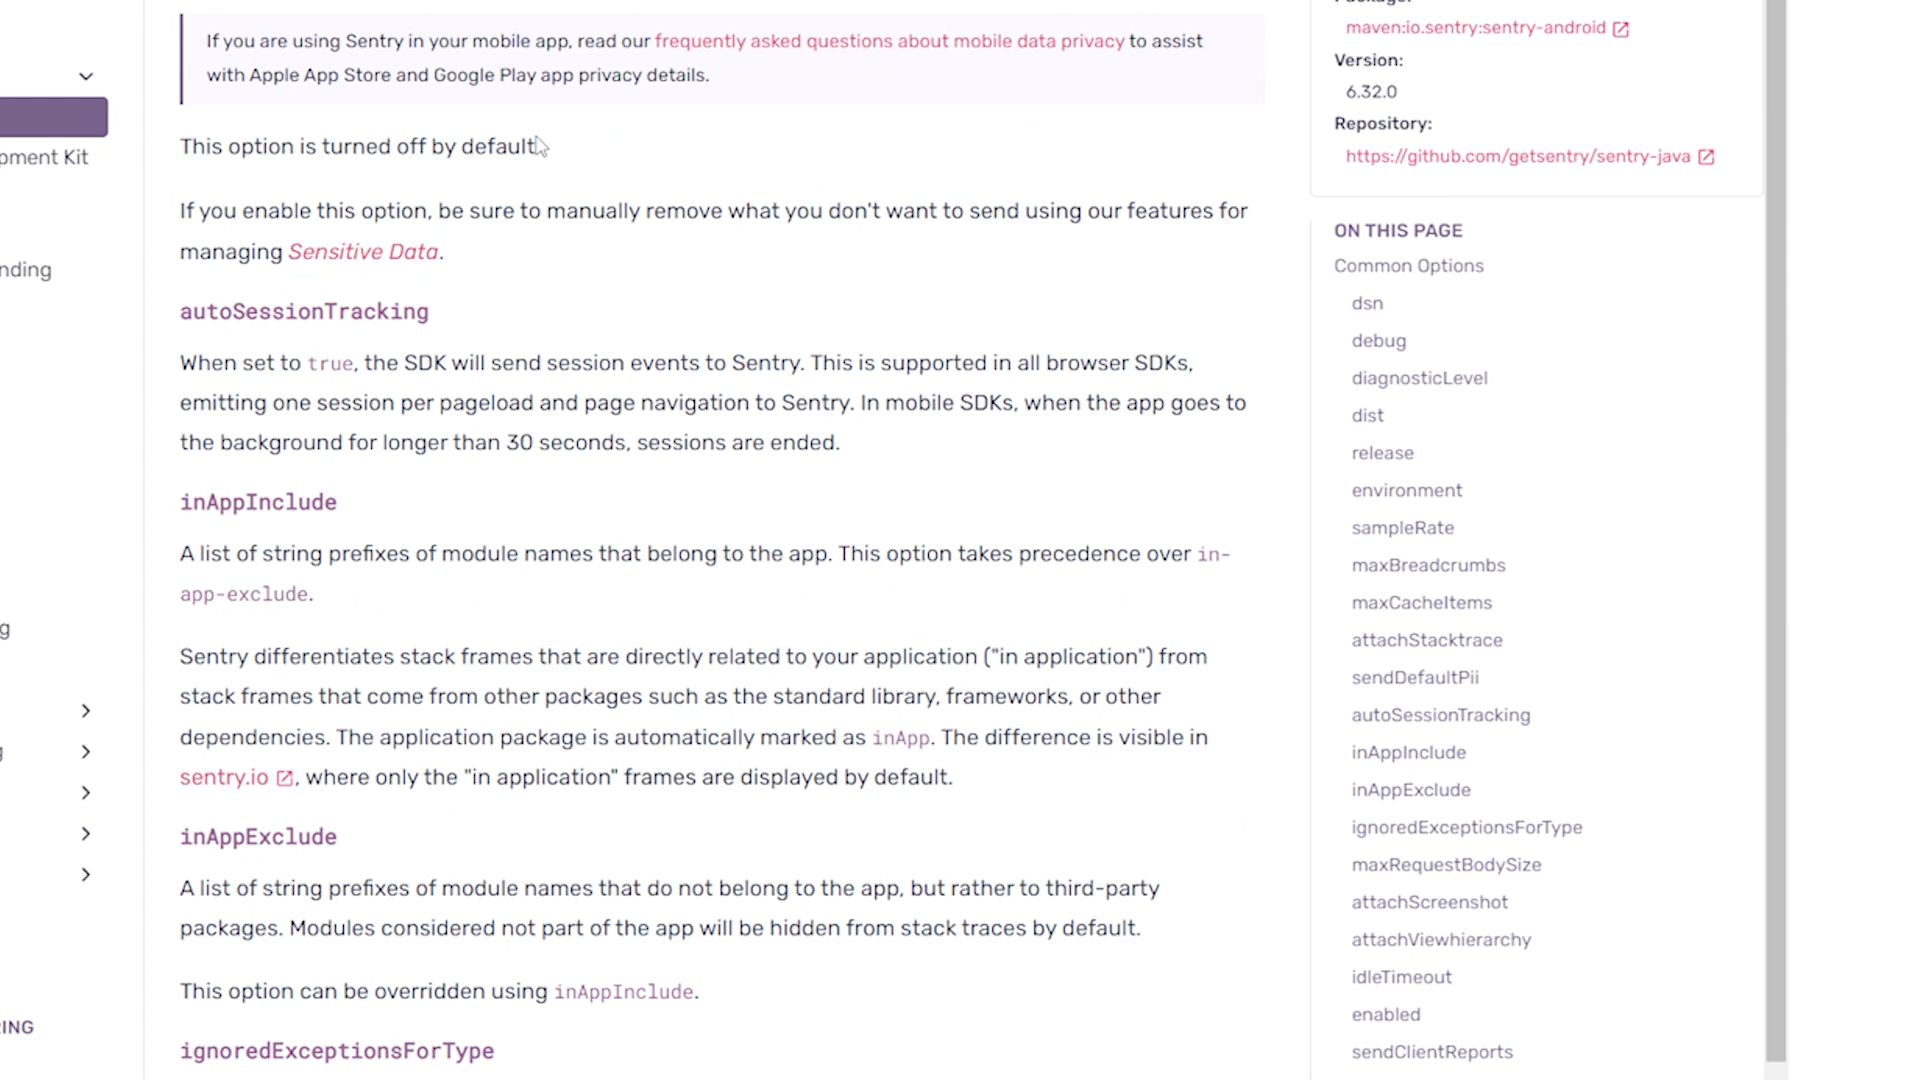 pment Kit
nding
g
g
RING
If you are using Sentry in your mobile app, read our frequently asked questions about mobile data privacy to assist
with Apple App Store and Google Play app privacy details.
This option is turned off by default.
If you enable this option, be sure to manually remove what you don't want to send using our features for
managing Sensitive Data.
autoSessionTracking
When set to true, the SDK will send session events to Sentry. This is supported in all browser SDKs,
emitting one session per pageload and page navigation to Sentry. In mobile SDKs, when the app goes to
the background for longer than 30 seconds, sessions are ended.
inAppInclude
A list of string prefixes of module names that belong to the app. This option takes precedence over in-
app-exclude.
Sentry differentiates stack frames that are directly related to your application ("in application") from
stack frames that come from other packages such as the standard library, frameworks, or other
dependencies. The application package is automatically marked as inApp. The difference is visible in
sentry.io, where only the "in application" frames are displayed by default.
inAppExclude
A list of string prefixes of module names that do not belong to the app, but rather to third-party
packages. Modules considered not part of the app will be hidden from stack traces by default.
This option can be overridden using inAppInclude.
ignoredExceptionsForType
maven:io.sentry:sentry-android
Version:
6.32.0
Repository:
https://github.com/getsentry/sentry-java
ON THIS PAGE
Common Options
dsn
debug
diagnosticLevel
dist
release
environment
sampleRate
maxBreadcrumbs
maxCacheItems
attachStacktrace
sendDefaultPii
autoSessionTracking
inAppInclude
inAppExclude
ignoredExceptionsForType
maxRequestBodySize
attachScreenshot
attachViewhierarchy
idleTimeout
enabled
sendClientReports